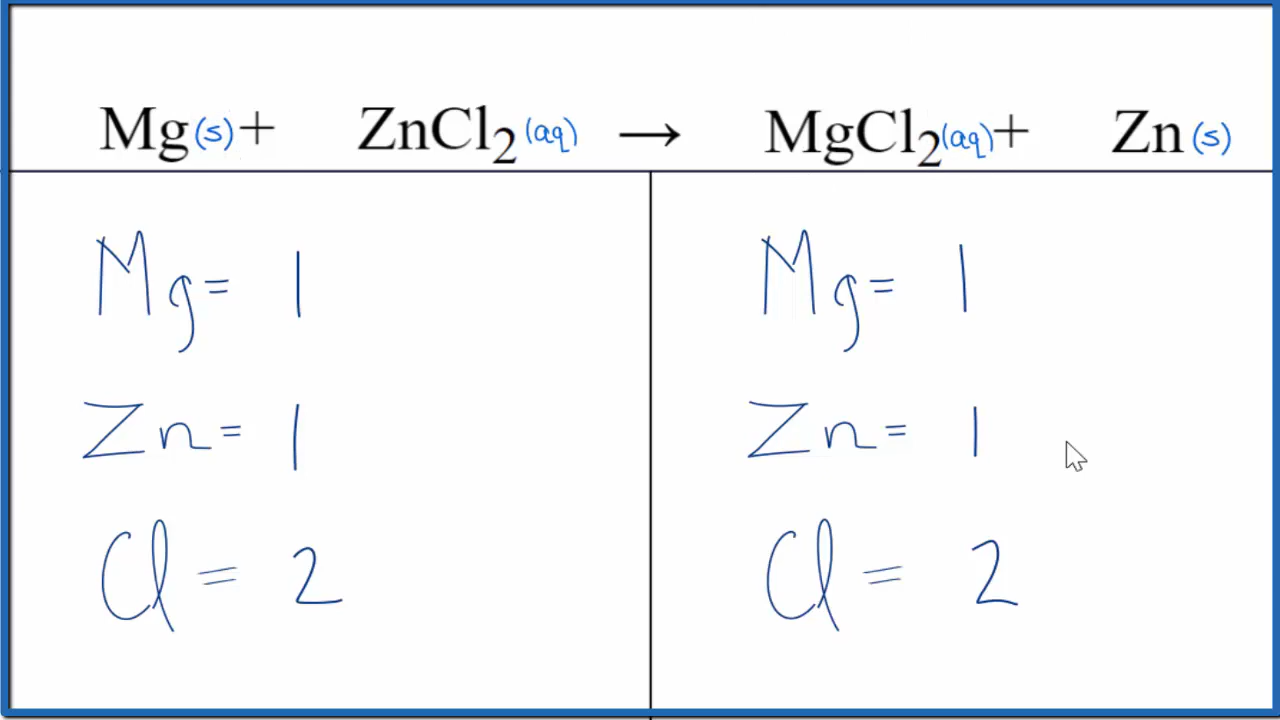 Mg(s) + ZnCl₂(aq) → MgCl₂(aq) + Zn(s)
Mg = 1
Zn = 1
Cl = 2
Mg = 1
Zn = 1
Cl = 2